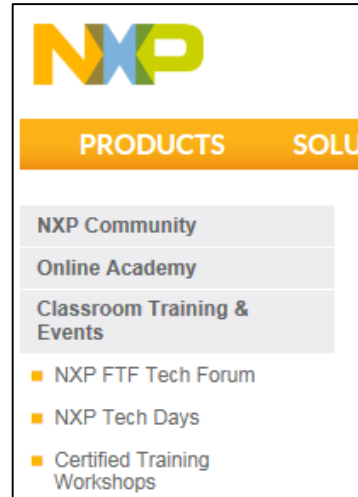 NXP
PRODUCTS SOLU
NXP Community
Online Academy
Classroom Training &
Events
NXP FTF Tech Forum
NXP Tech Days
Certified Training
Workshops